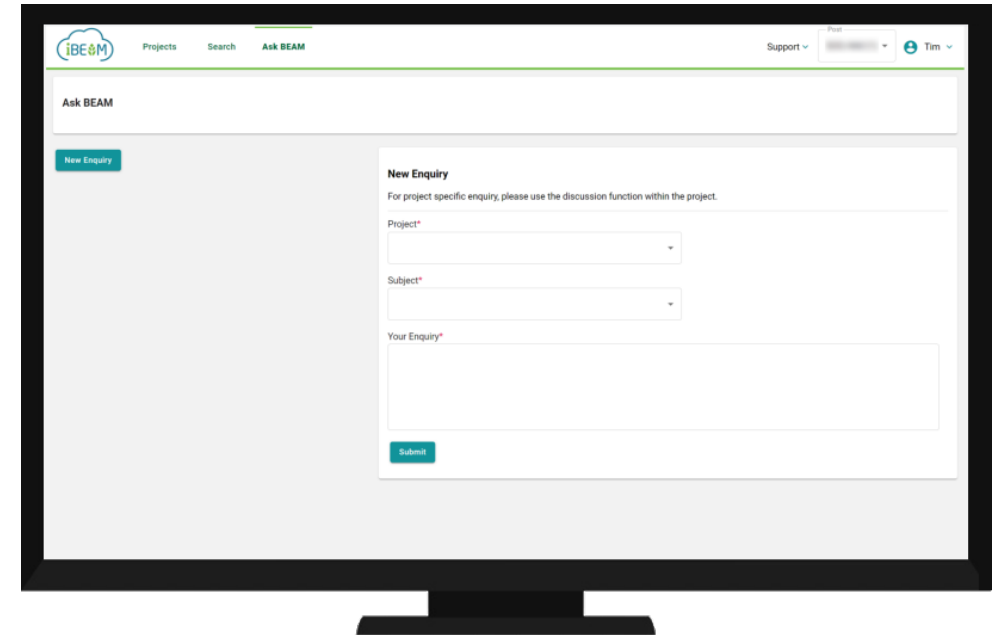 iBEAM
Projects
Search
Ask BEAM
Support
Post
Tim
Ask BEAM
New Enquiry
New Enquiry
For project specific enquiry, please use the discussion function within the project.
Project*
Subject*
Your Enquiry*
Submit